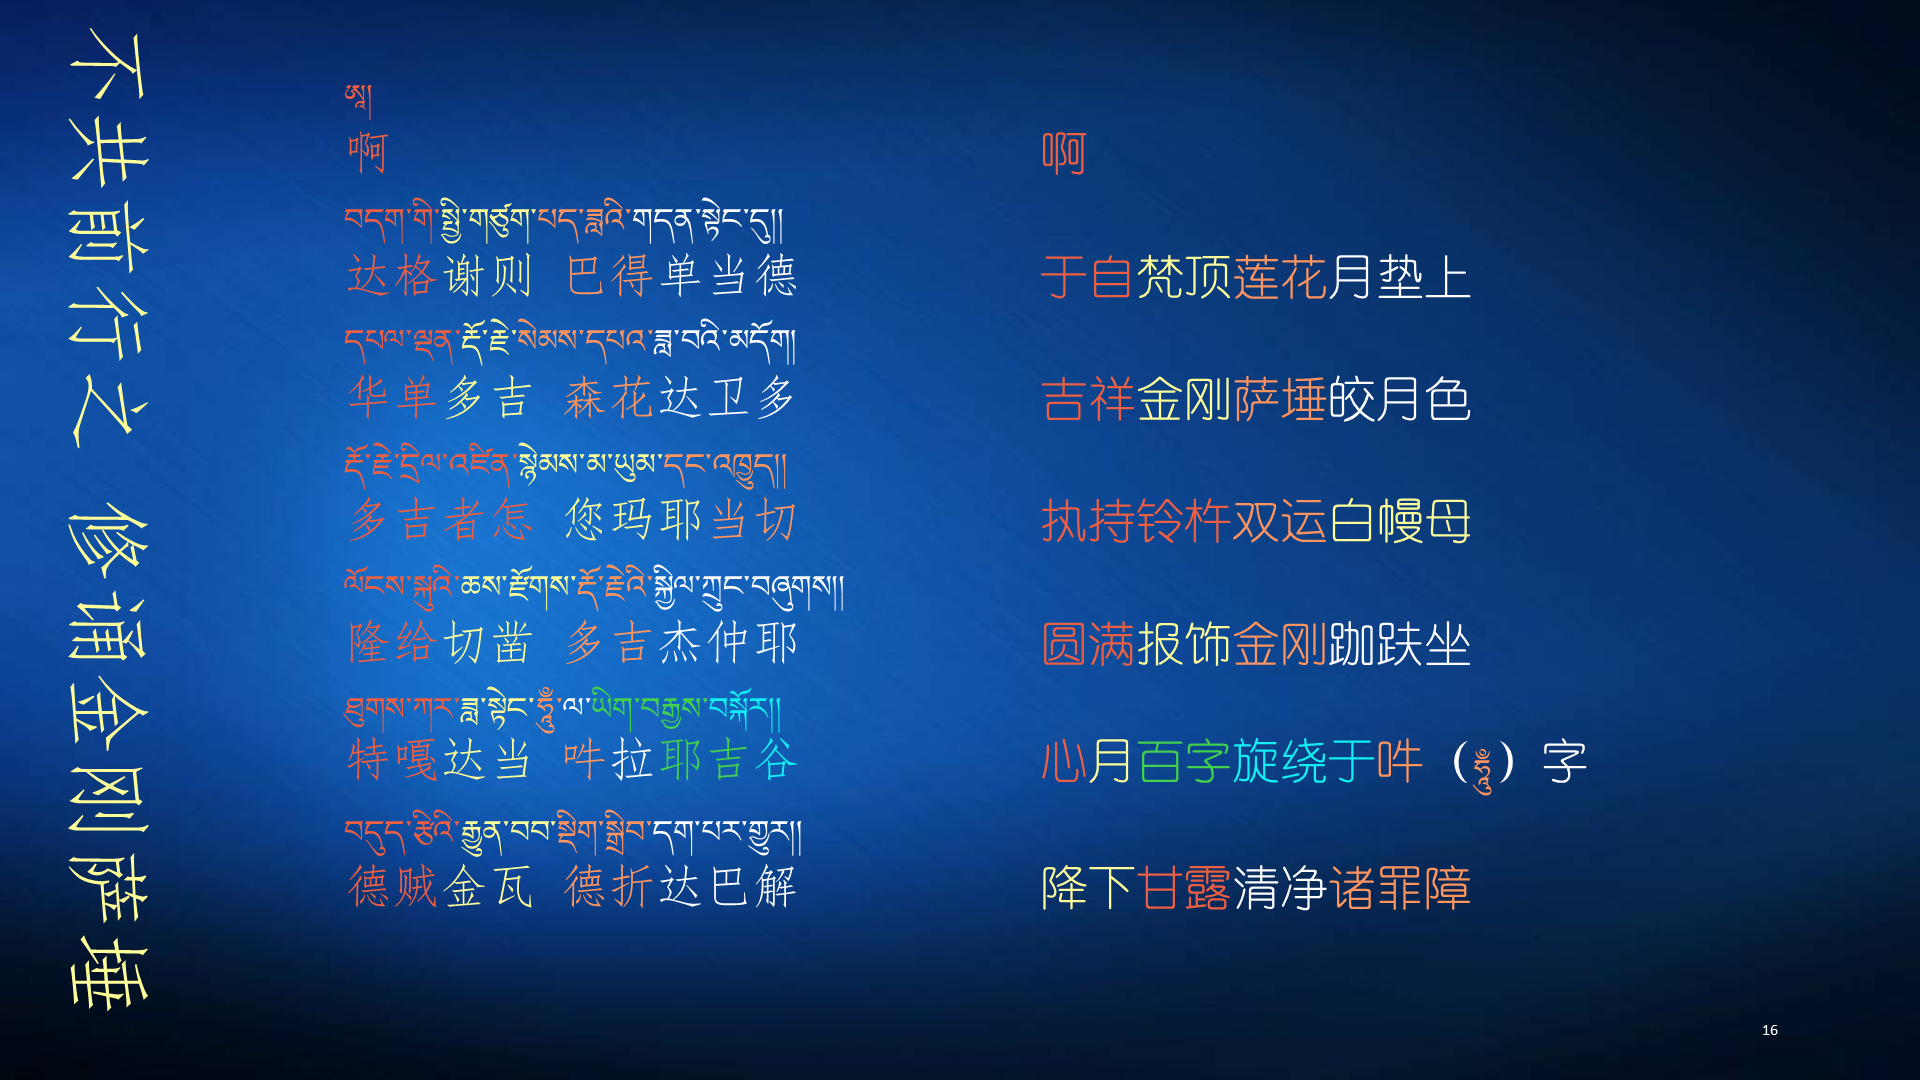 不共前行之 修诵金刚萨埵
ཨཱ།
啊
བདག་གི་སྤྱི་གཙུག་པད་ཟླའི་གདན་སྟེང་དུ།།
达格谢则 巴得单当德
དཔལ་ལྡན་རྡོ་རྗེ་སེམས་དཔའ་ཟླ་བའི་མདོག།
华单多吉 森花达卫多
རྡོ་རྗེ་དྲིལ་འཛིན་སྙེམས་མ་ཡུམ་དང་འཁྱུད།།
多吉者怎 您玛耶当切
ལོངས་སྐུའི་ཆས་རྫོགས་རྡོ་རྗེའི་སྐྱིལ་ཀྲུང་བཞུགས།།
隆给切凿 多吉杰仲耶
ཐུགས་ཀར་ཟླ་སྟེང་ཧཱུྃ་ལ་ཡིག་བརྒྱས་བསྐོར།།
特嘎达当 吽拉耶吉谷
བདུད་རྩིའི་རྒྱུན་བབ་སྡིག་སྒྲིབ་དག་པར་གྱུར།།
德贼金瓦 德折达巴解
啊
于自梵顶莲花月垫上
吉祥金刚萨埵皎月色
执持铃杵双运白幔母
圆满报饰金刚跏趺坐
心月百字旋绕于吽（ཧཱུྃ）字
降下甘露清净诸罪障
16